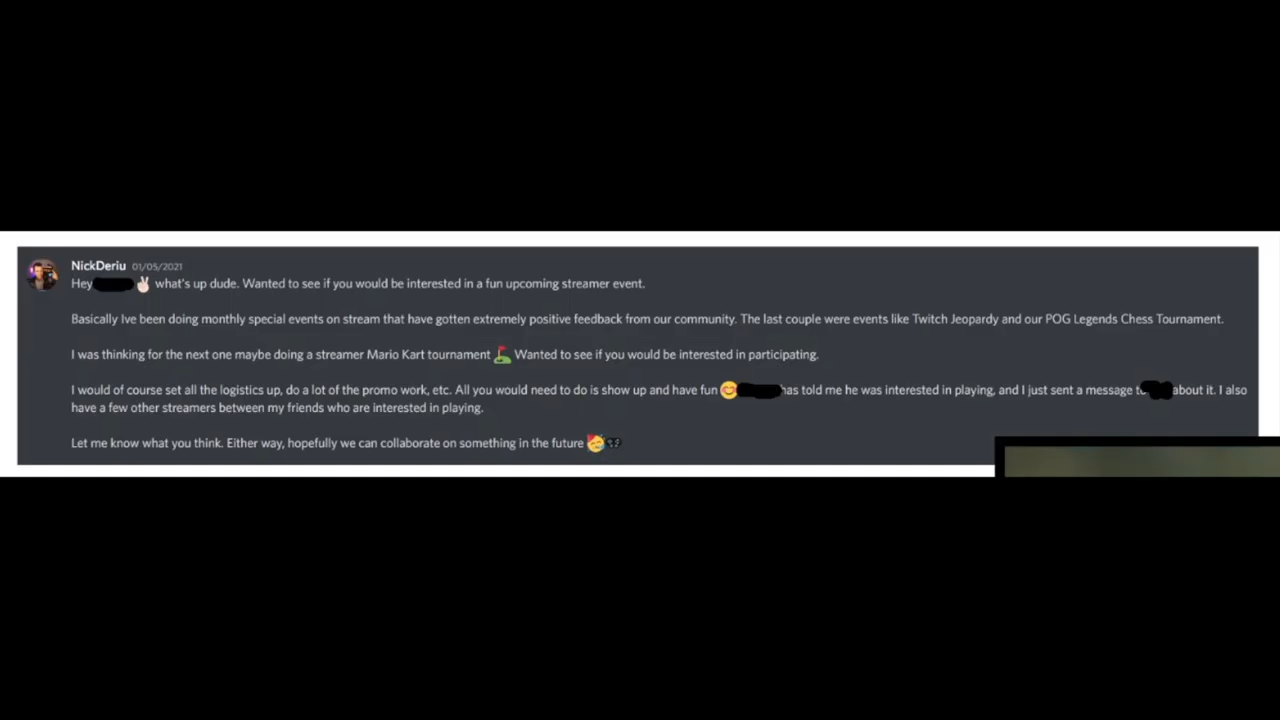 NickDeriu 01/05/2021
Hey ✌🏻 what's up dude. Wanted to see if you would be interested in a fun upcoming streamer event.
Basically Ive been doing monthly special events on stream that have gotten extremely positive feedback from our community. The last couple were events like Twitch Jeopardy and our POG Legends Chess Tournament.
I was thinking for the next one maybe doing a streamer Mario Kart tournament ⛳ Wanted to see if you would be interested in participating.
I would of course set all the logistics up, do a lot of the promo work, etc. All you would need to do is show up and have fun 😊 has told me he was interested in playing, and I just sent a message to about it. I also
have a few other streamers between my friends who are interested in playing.
Let me know what you think. Either way, hopefully we can collaborate on something in the future 🥳